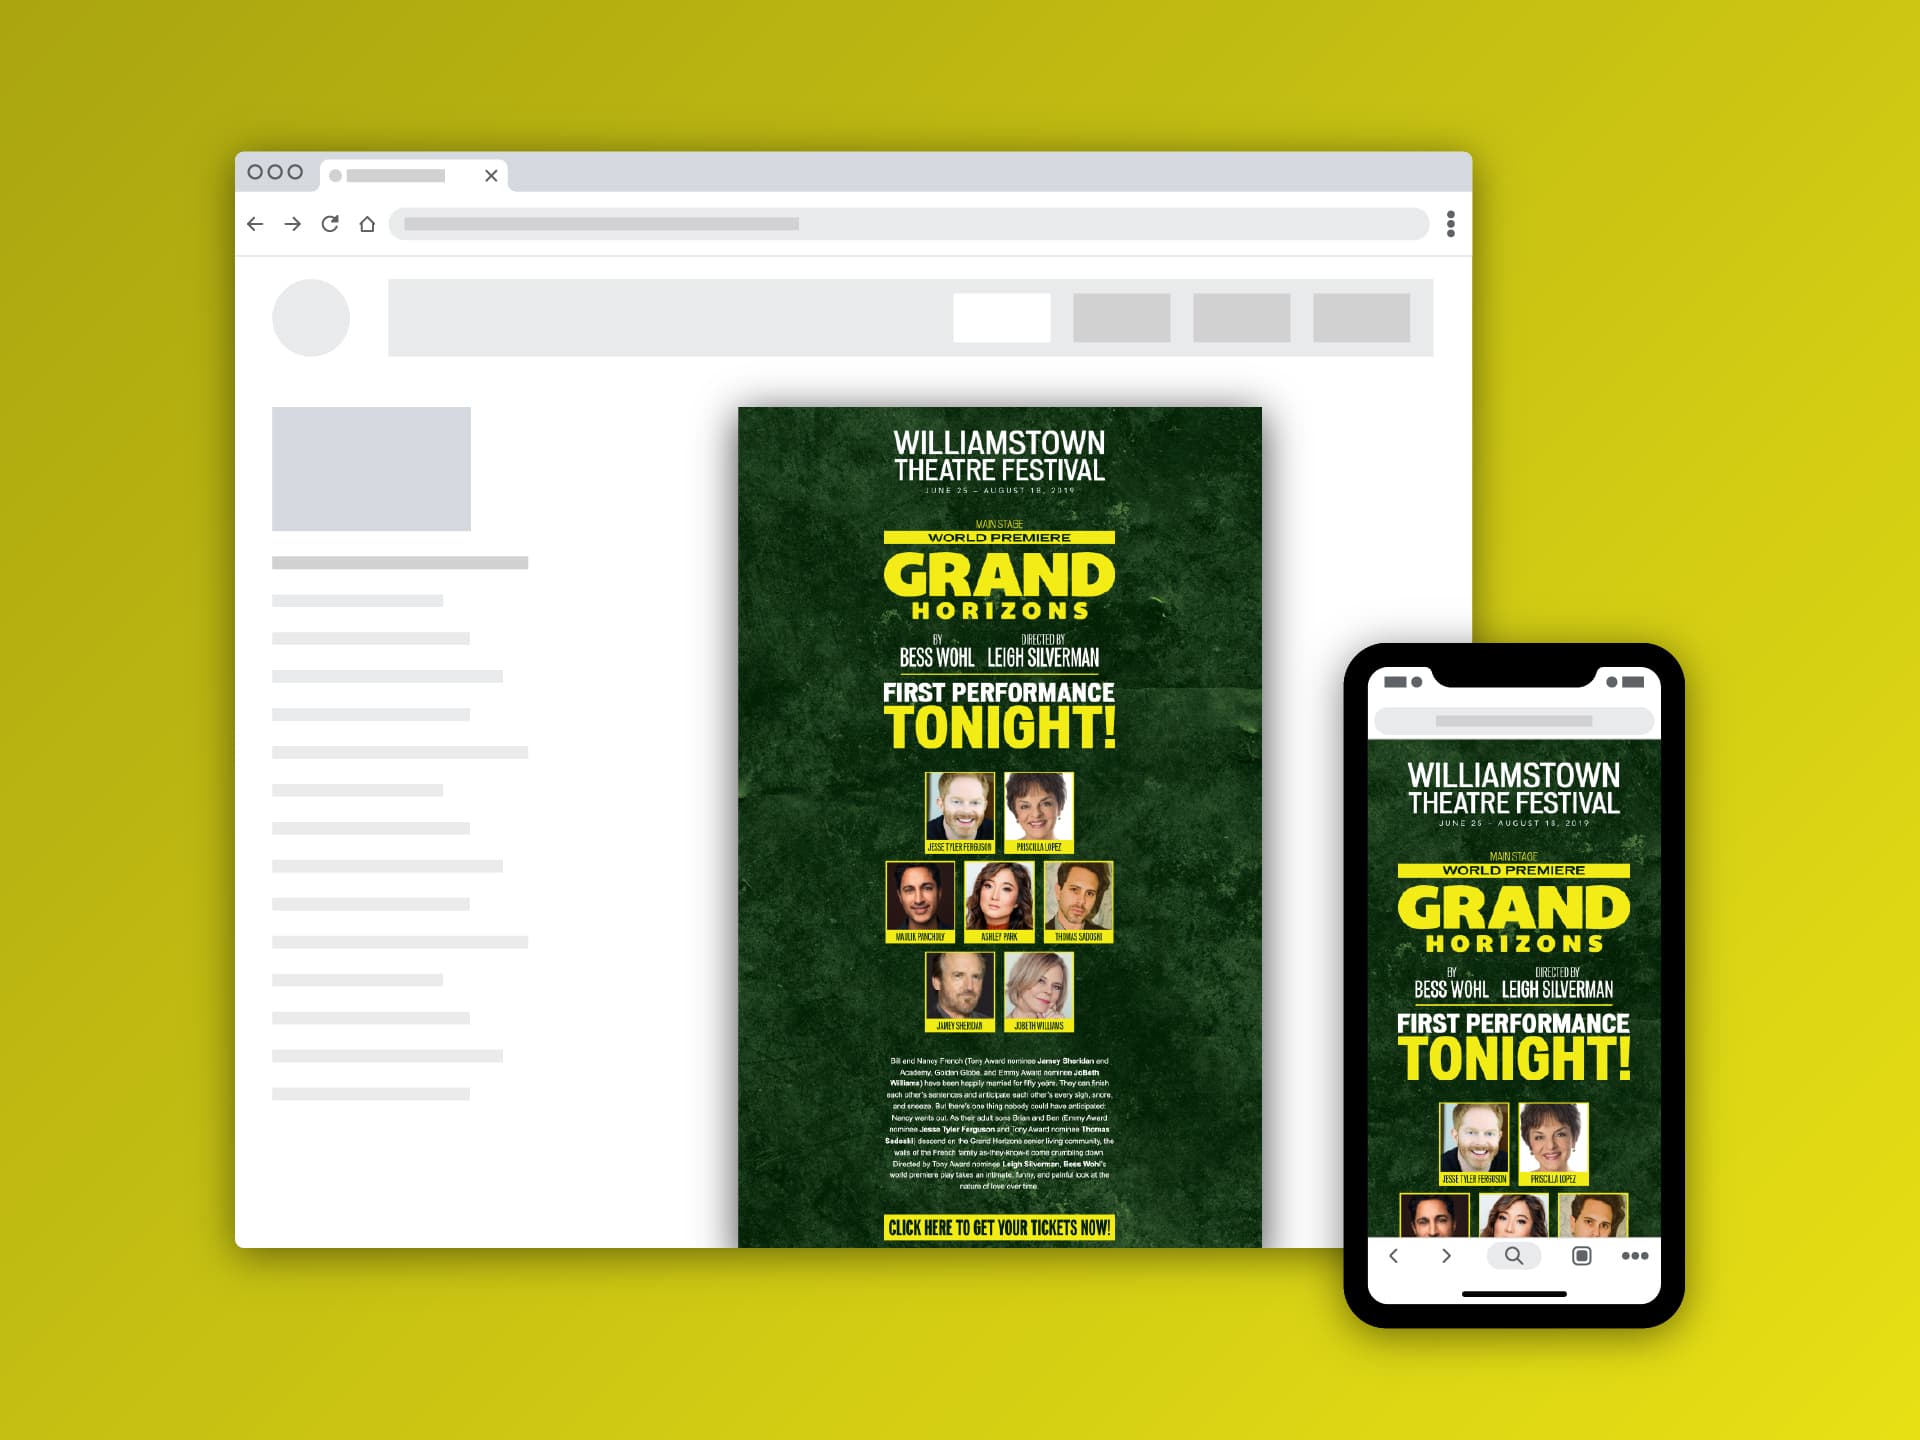 WILLIAMSTOWN
THEATRE FESTIVAL
JUNE 25 – AUGUST 18, 2019
MAIN STAGE
WORLD PREMIERE
GRAND
HORIZONS
BY DIRECTED BY
BESS WOHL LEIGH SILVERMAN
FIRST PERFORMANCE
TONIGHT!
JESSE TYLER FERGUSON PRISCILLA LOPEZ
MAULIK PANCHOLY ASHLEY PARK THOMAS SADOSKI
JAMEY SHERIDAN JOBETH WILLIAMS
Bill and Nancy French (Tony Award nominee Jamey Sheridan and
Academy, Golden Globe, and Emmy Award nominee JoBeth
Williams) have been happily married for fifty years. They can finish
each other's sentences and anticipate each other's every sigh, snore,
and sneeze. But there's one thing nobody could have anticipated:
Nancy wants out. As their adult sons Brian and Ben (Emmy Award
nominee Jesse Tyler Ferguson and Tony Award nominee Thomas
Sadoski) descend on the Grand Horizons senior living community, the
walls of the French family as-they-know-it come crumbling down.
Directed by Tony Award nominee Leigh Silverman, Bess Wohl's
world premiere play takes an intimate, funny, and painful look at the
nature of love over time.
CLICK HERE TO GET YOUR TICKETS NOW!
WILLIAMSTOWN
THEATRE FESTIVAL
JUNE 25 – AUGUST 18, 2019
MAIN STAGE
WORLD PREMIERE
GRAND
HORIZONS
BY DIRECTED BY
BESS WOHL LEIGH SILVERMAN
FIRST PERFORMANCE
TONIGHT!
JESSE TYLER FERGUSON PRISCILLA LOPEZ